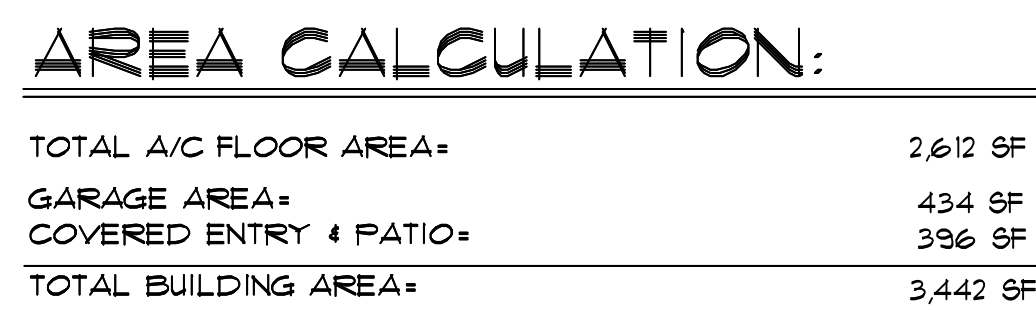 AREA CALCULATION:
TOTAL A/C FLOOR AREA= 2,612 SF
GARAGE AREA= 434 SF
COVERED ENTRY & PATIO= 396 SF
TOTAL BUILDING AREA= 3,442 SF